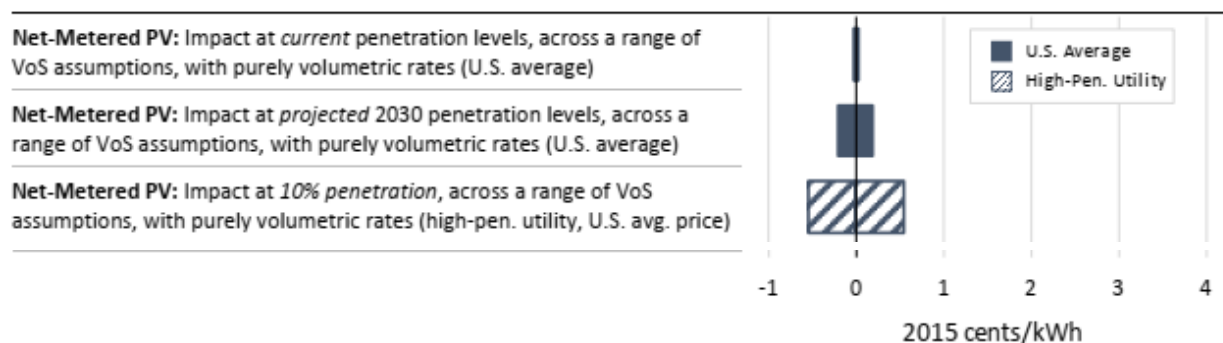 Net-Metered PV: Impact at current penetration levels, across a range of
VoS assumptions, with purely volumetric rates (U.S. average)
Net-Metered PV: Impact at projected 2030 penetration levels, across a
range of VoS assumptions, with purely volumetric rates (U.S. average)
Net-Metered PV: Impact at 10% penetration, across a range of VoS
assumptions, with purely volumetric rates (high-pen. utility, U.S. avg. price)
U.S. Average
High-Pen. Utility
-1 0 1 2 3 4
2015 cents/kWh